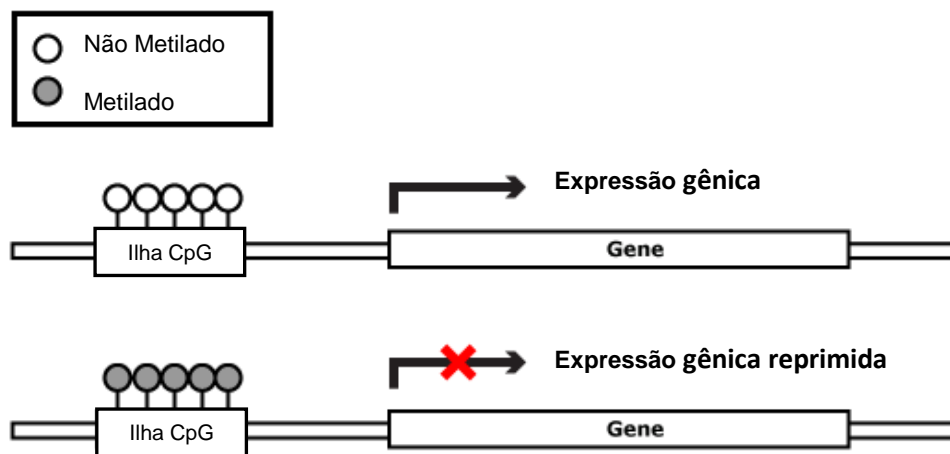 Não Metilado
Metilado
Expressão gênica
Ilha CpG
Gene
Expressão gênica reprimida
Ilha CpG
Gene